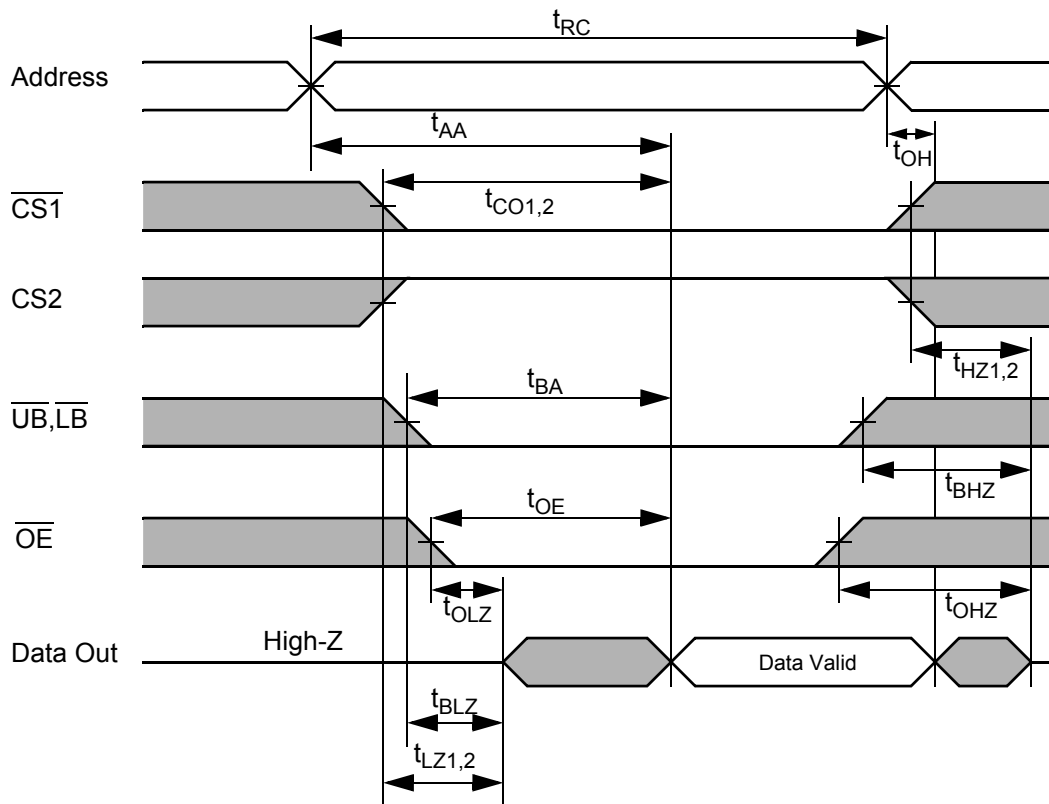 tRC
Address
tAA
tOH
CS1
tCO1,2
CS2
tHZ1,2
tBA
UB,LB
tBHZ
tOE
OE
tOLZ
tOHZ
High-Z
Data Out
Data Valid
tBLZ
tLZ1,2